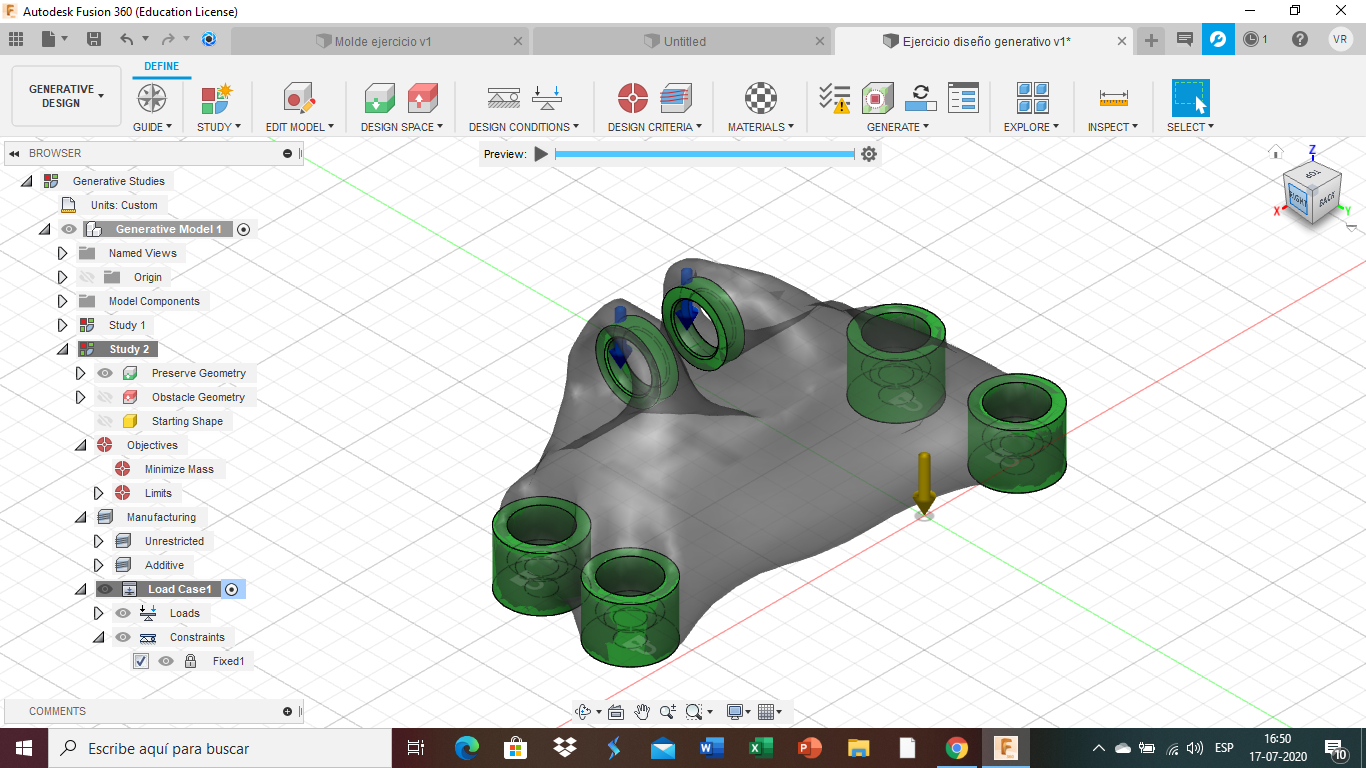 Autodesk Fusion 360 (Education License)
Molde ejercicio v1
Untitled
Ejercicio diseño generativo v1*
1
VR
DEFINE
GENERATIVE
DESIGN
GUIDE
STUDY
EDIT MODEL
DESIGN SPACE
DESIGN CONDITIONS
DESIGN CRITERIA
MATERIALS
GENERATE
EXPLORE
INSPECT
SELECT
BROWSER
Preview:
Generative Studies
Units: Custom
Generative Model 1
Named Views
Origin
Model Components
Study 1
Study 2
Preserve Geometry
Obstacle Geometry
Starting Shape
Objectives
Minimize Mass
Limits
Manufacturing
Unrestricted
Additive
Load Case1
Loads
Constraints
Fixed1
Z
TOP
RIGHT
BACK
X
Y
COMMENTS
Escribe aquí para buscar
ESP
16:50
17-07-2020
10